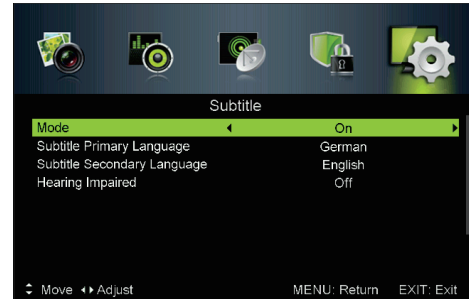 Subtitle
Mode On
Subtitle Primary Language German
Subtitle Secondary Language English
Hearing Impaired Off
Move Adjust MENU: Return EXIT: Exit